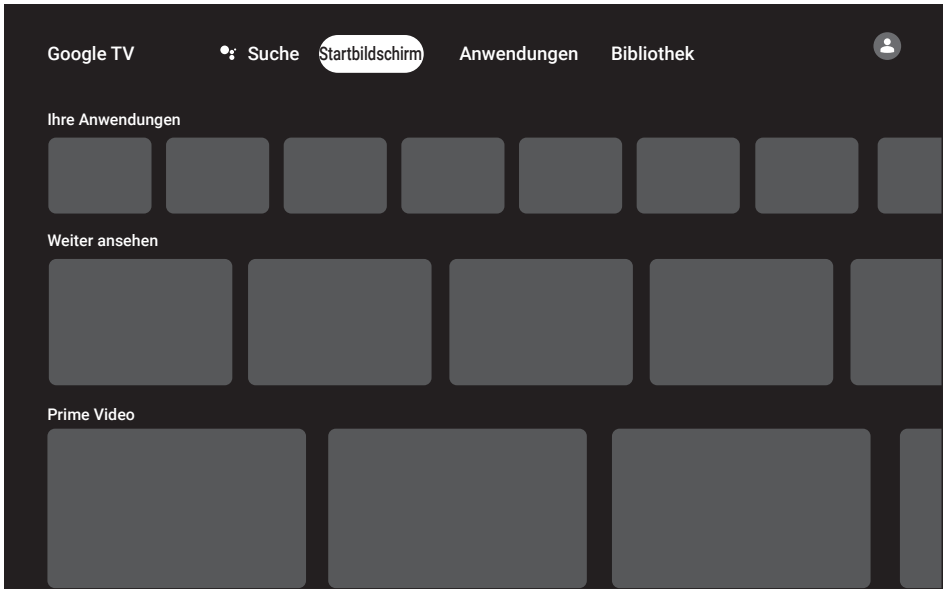 Google TV Suche Startbildschirm Anwendungen Bibliothek
Ihre Anwendungen
Weiter ansehen
Prime Video